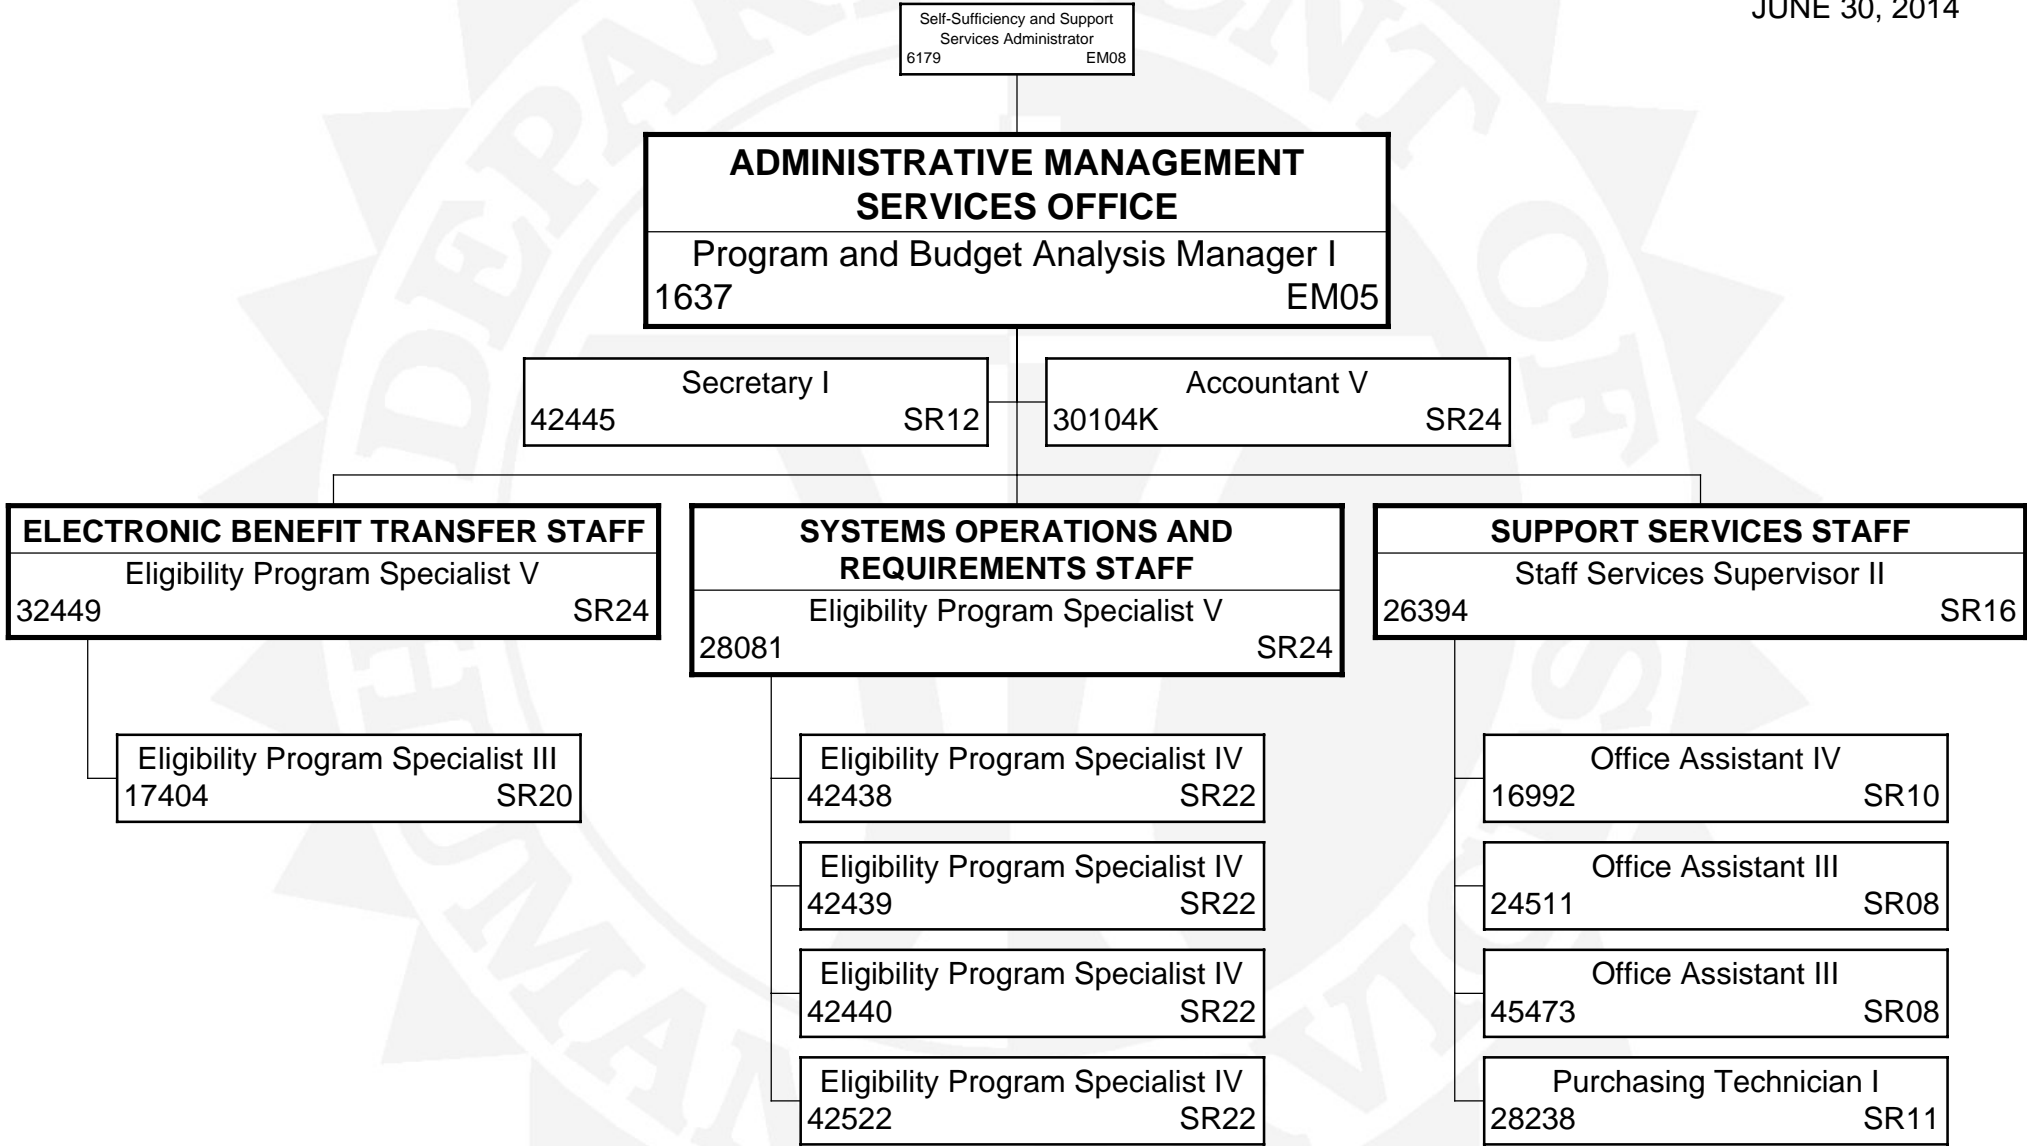 JUNE 30, 2014
Self-Sufficiency and Support
Services Administrator
6179 EM08
ADMINISTRATIVE MANAGEMENT
SERVICES OFFICE
Program and Budget Analysis Manager I
1637 EM05
Secretary I
42445 SR12
Accountant V
30104K SR24
ELECTRONIC BENEFIT TRANSFER STAFF
Eligibility Program Specialist V
32449 SR24
Eligibility Program Specialist III
17404 SR20
SYSTEMS OPERATIONS AND
REQUIREMENTS STAFF
Eligibility Program Specialist V
28081 SR24
Eligibility Program Specialist IV
42438 SR22
Eligibility Program Specialist IV
42439 SR22
Eligibility Program Specialist IV
42440 SR22
Eligibility Program Specialist IV
42522 SR22
SUPPORT SERVICES STAFF
Staff Services Supervisor II
26394 SR16
Office Assistant IV
16992 SR10
Office Assistant III
24511 SR08
Office Assistant III
45473 SR08
Purchasing Technician I
28238 SR11
DEPARTMENT OF
HUMAN